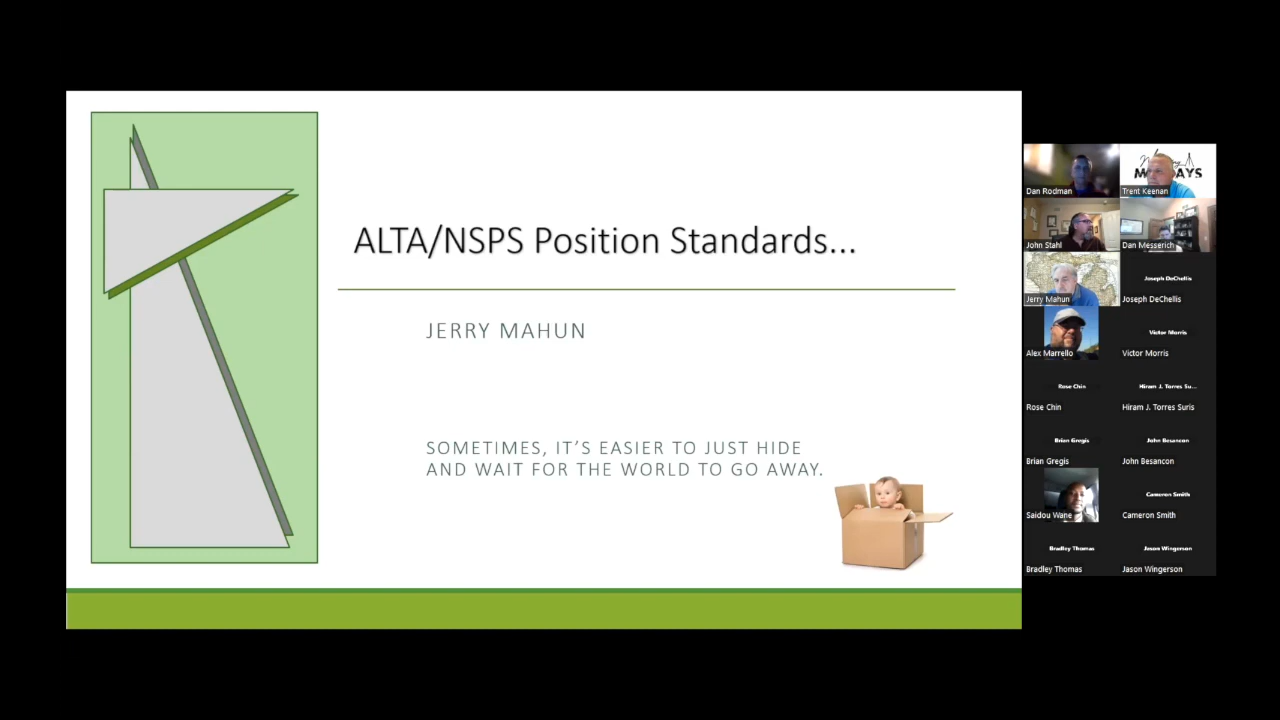 ALTA/NSPS Position Standards...
JERRY MAHUN
SOMETIMES, IT'S EASIER TO JUST HIDE
AND WAIT FOR THE WORLD TO GO AWAY.
Dan Rodman
Trent Keenan
John Stahl
Dan Messerich
Jerry Mahun
Joseph DeChellis
Joseph DeChellis
Alex Marrello
Victor Morris
Victor Morris
Rose Chin
Rose Chin
Hiram J. Torres Su...
Hiram J. Torres Suris
Brian Gregis
Brian Gregis
John Besancon
John Besancon
Saidou Wane
Cameron Smith
Cameron Smith
Bradley Thomas
Bradley Thomas
Jason Wingerson
Jason Wingerson